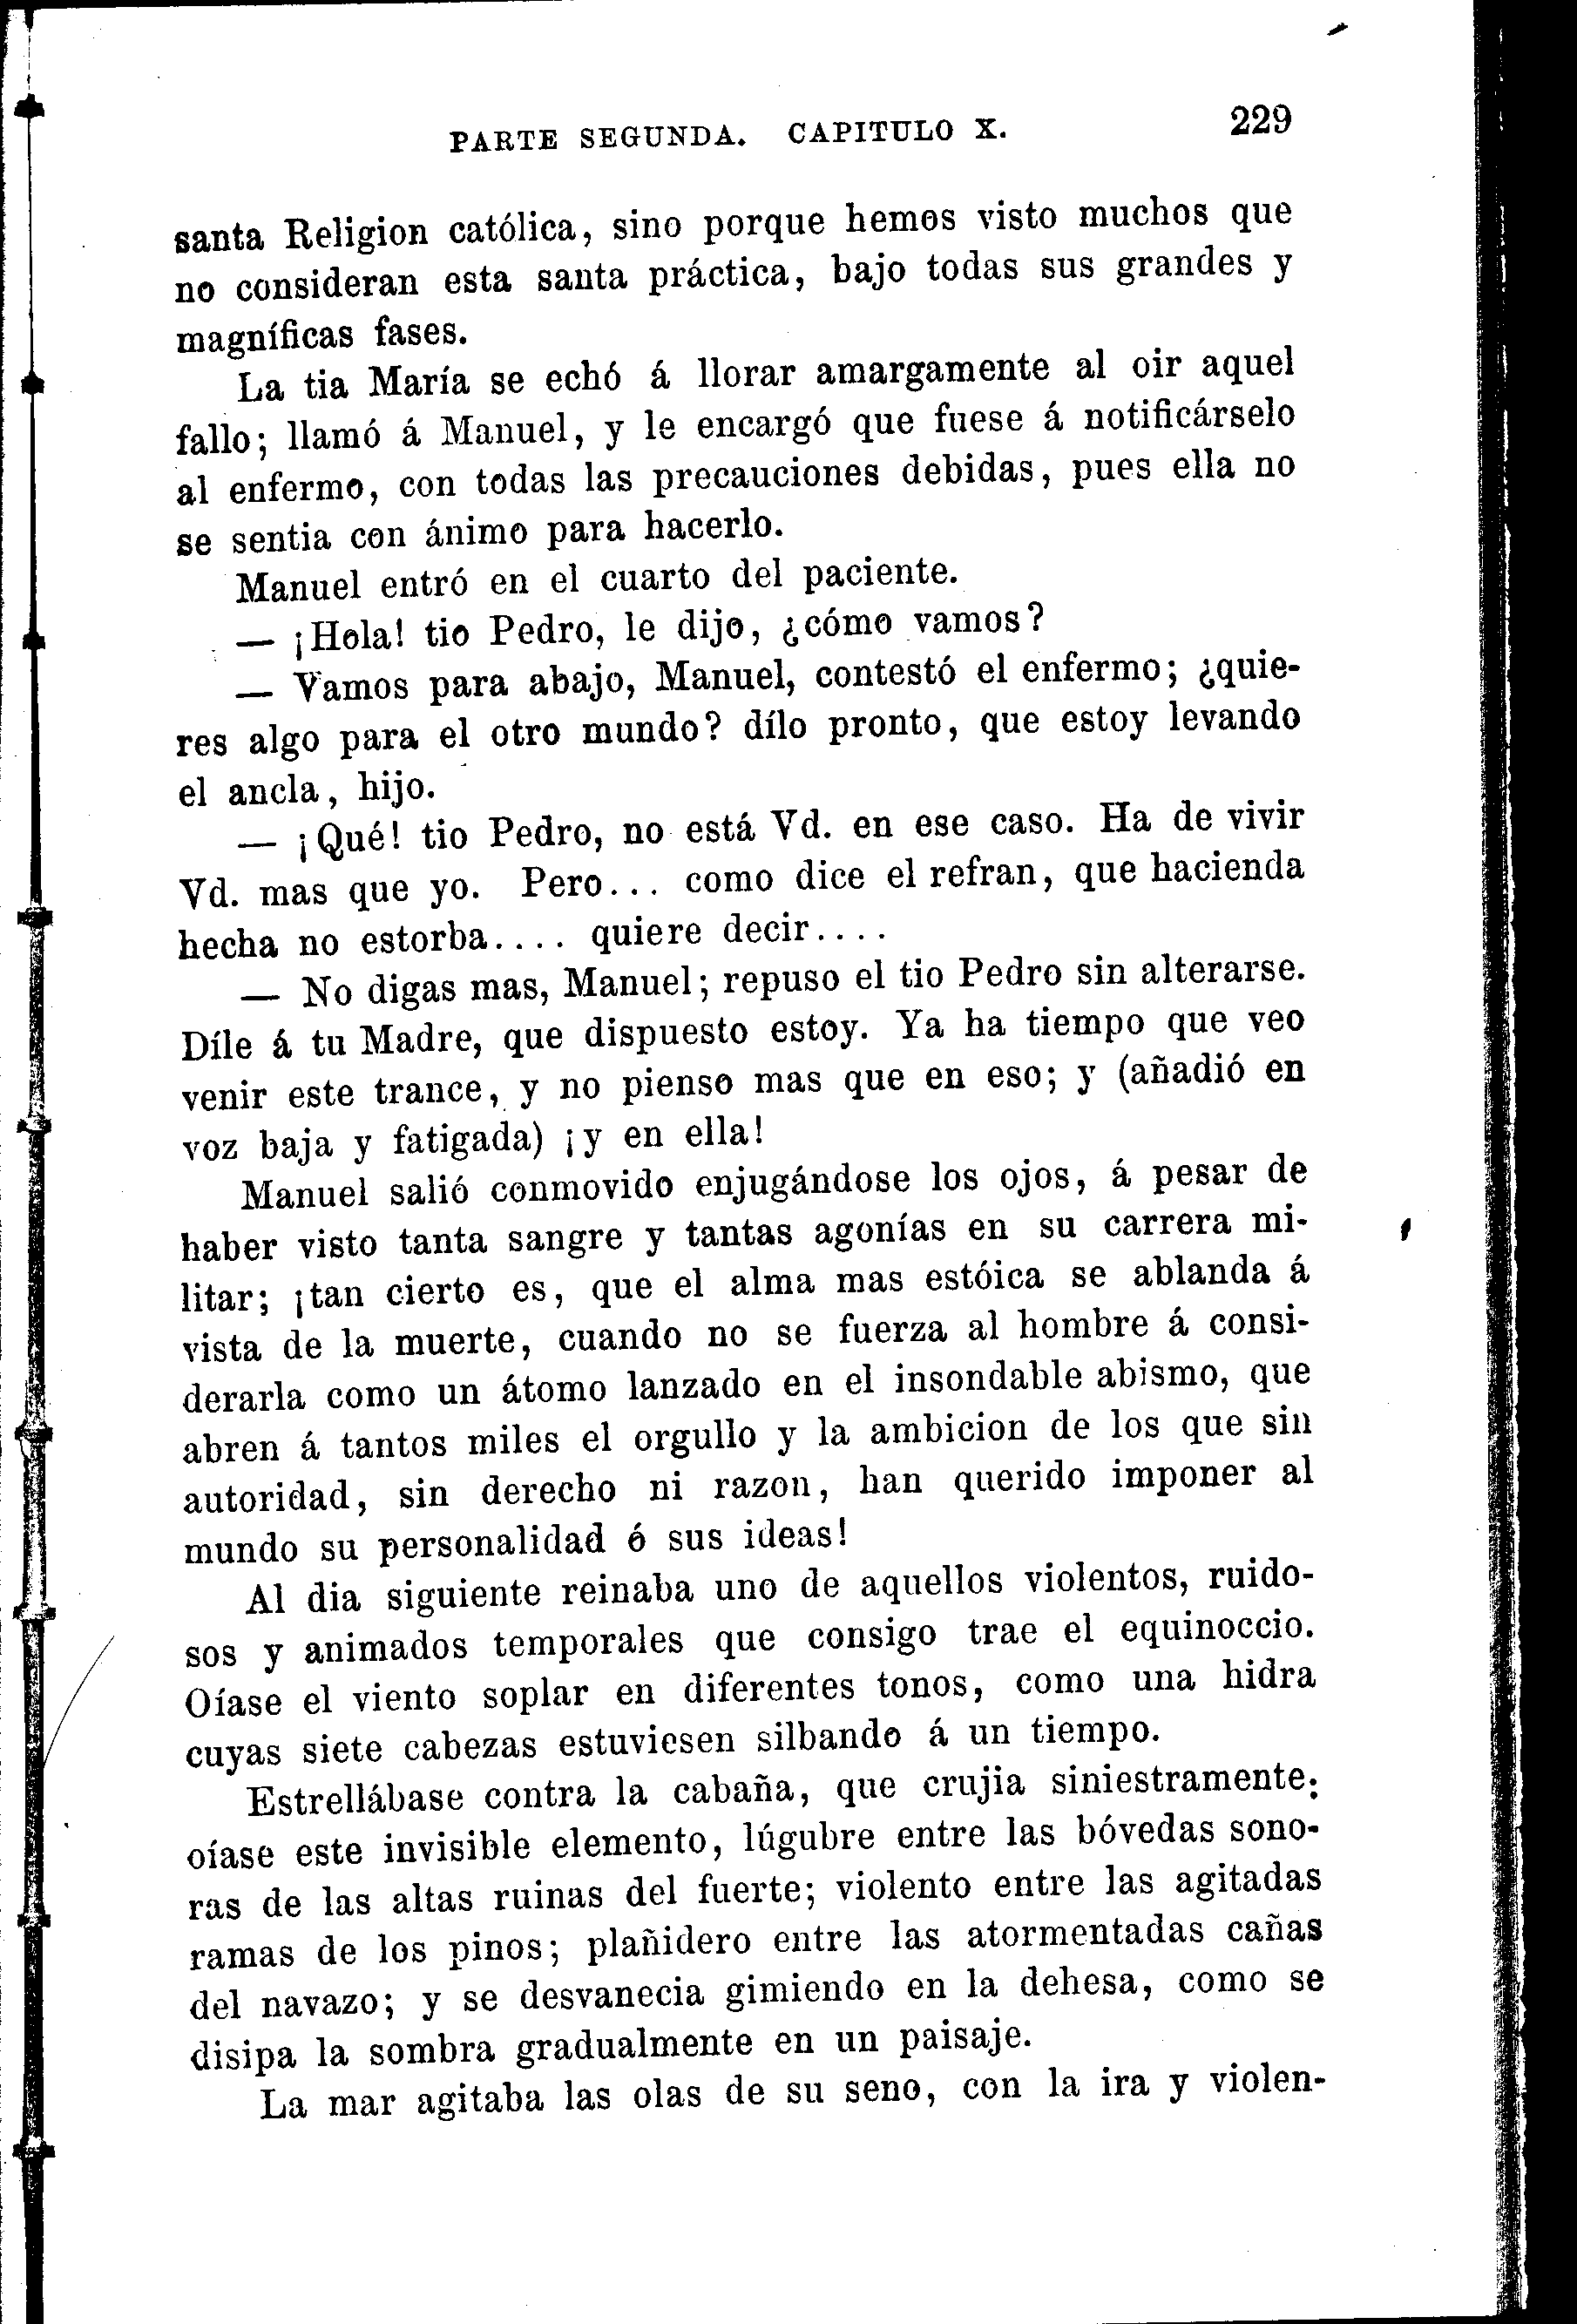 PARTE SEGUNDA. CAPITULO X. 229
santa Religion católica, sino porque hemos visto muchos que
no consideran esta santa práctica, bajo todas sus grandes y
magníficas fases.
La tia María se echó á llorar amargamente al oir aquel
fallo; llamó á Manuel, y le encargó que fuese á notificárselo
al enfermo, con todas las precauciones debidas, pues ella no
se sentia con ánimo para hacerlo.
Manuel entró en el cuarto del paciente.
— ¡Hola! tio Pedro, le dijo, ¿cómo vamos?
— Vamos para abajo, Manuel, contestó el enfermo; ¿quie-
res algo para el otro mundo? dílo pronto, que estoy levando
el ancla, hijo.
— ¡Qué! tio Pedro, no está Vd. en ese caso. Ha de vivir
Vd. mas que yo. Pero... como dice el refran, que hacienda
hecha no estorba.... quiere decir....
— No digas mas, Manuel; repuso el tio Pedro sin alterarse.
Díle á tu Madre, que dispuesto estoy. Ya ha tiempo que veo
venir este trance, y no pienso mas que en eso; y (añadió en
voz baja y fatigada) ¡y en ella!
Manuel salió conmovido enjugándose los ojos, á pesar de
haber visto tanta sangre y tantas agonías en su carrera mi-
litar; ¡tan cierto es, que el alma mas estóica se ablanda á
vista de la muerte, cuando no se fuerza al hombre á consi-
derarla como un átomo lanzado en el insondable abismo, que
abren á tantos miles el orgullo y la ambicion de los que sin
autoridad, sin derecho ni razon, han querido imponer al
mundo su personalidad ó sus ideas!
Al dia siguiente reinaba uno de aquellos violentos, ruido-
sos y animados temporales que consigo trae el equinoccio.
Oíase el viento soplar en diferentes tonos, como una hidra
cuyas siete cabezas estuviesen silbando á un tiempo.
Estrellábase contra la cabaña, que crujia siniestramente;
oíase este invisible elemento, lúgubre entre las bóvedas sono-
ras de las altas ruinas del fuerte; violento entre las agitadas
ramas de los pinos; plañidero entre las atormentadas cañas
del navazo; y se desvanecia gimiendo en la dehesa, como se
disipa la sombra gradualmente en un paisaje.
La mar agitaba las olas de su seno, con la ira y violen-